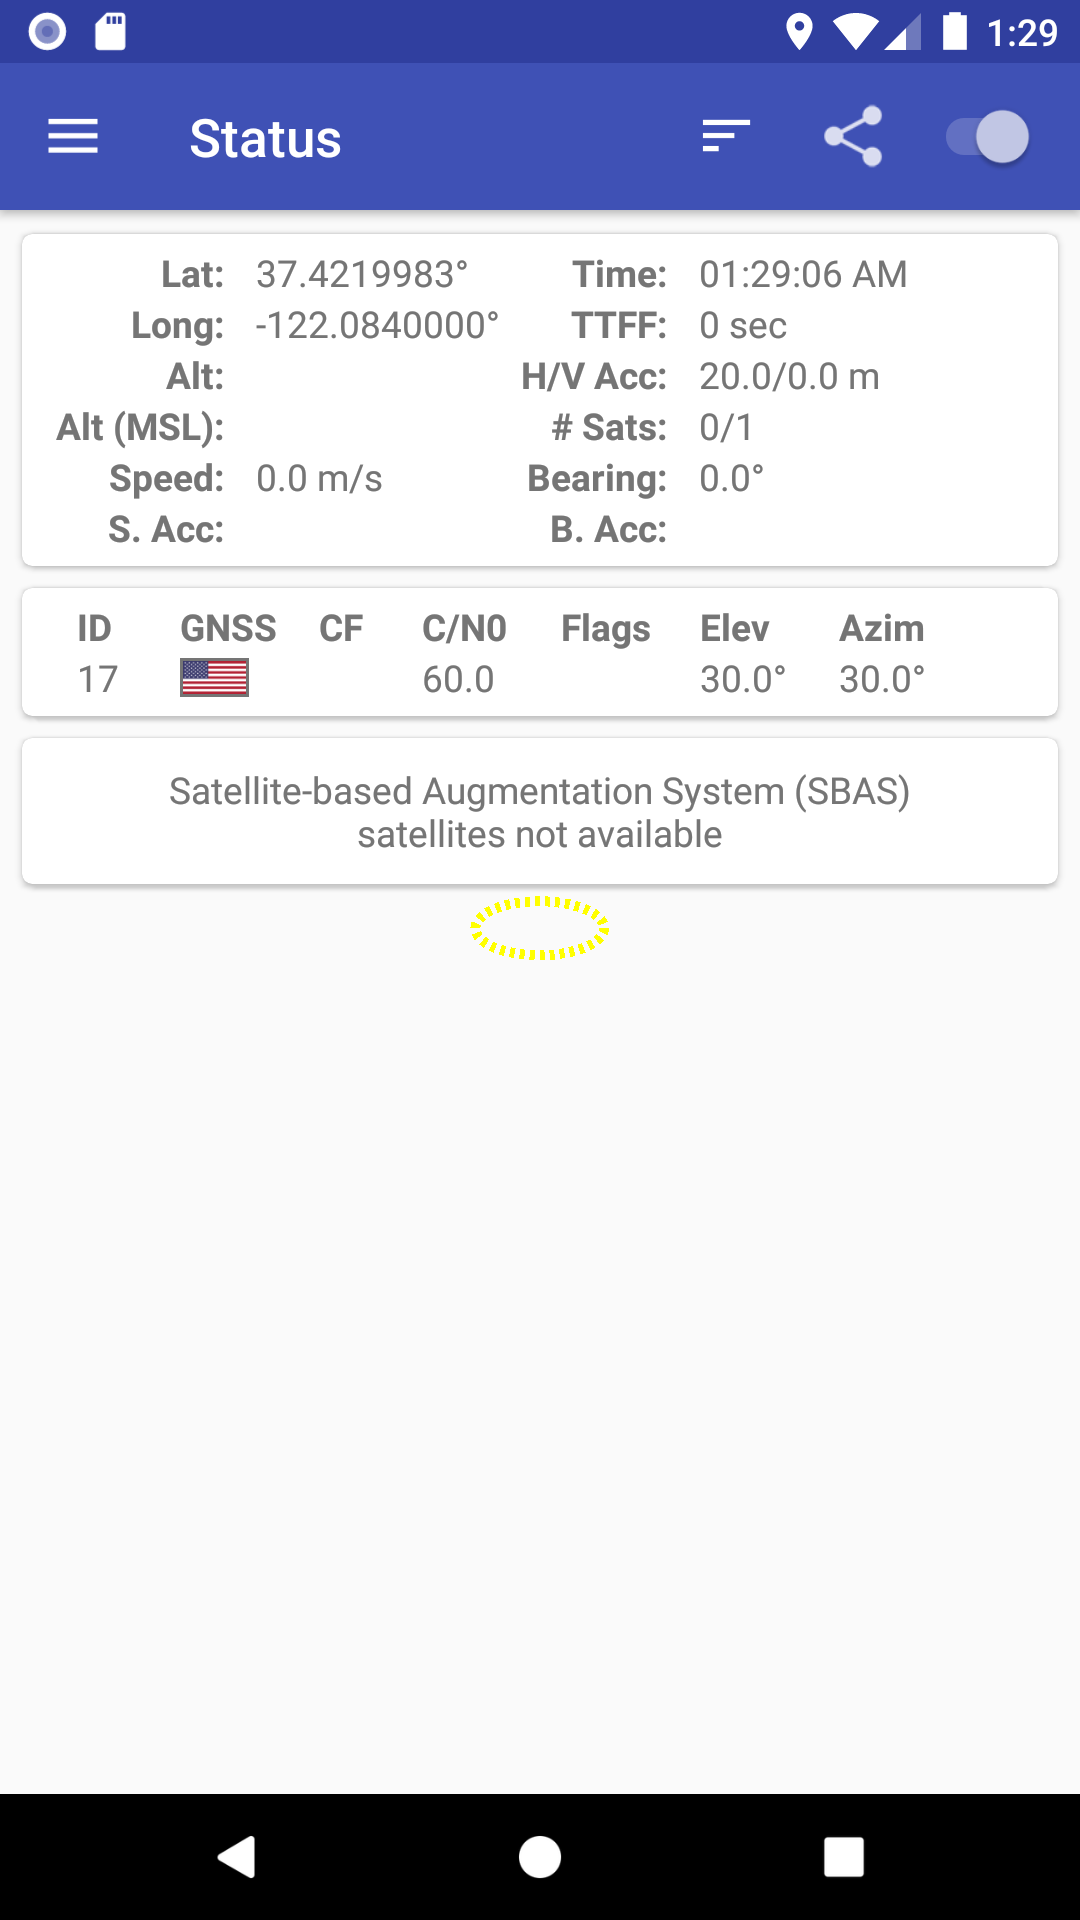 1:29
Status
Lat: 37.4219983° Time: 01:29:06 AM
Long: -122.0840000° TTFF: 0 sec
Alt: H/V Acc: 20.0/0.0 m
Alt (MSL): # Sats: 0/1
Speed: 0.0 m/s Bearing: 0.0°
S. Acc: B. Acc:
ID GNSS CF C/N0 Flags Elev Azim
17 60.0 30.0° 30.0°
Satellite-based Augmentation System (SBAS)
satellites not available